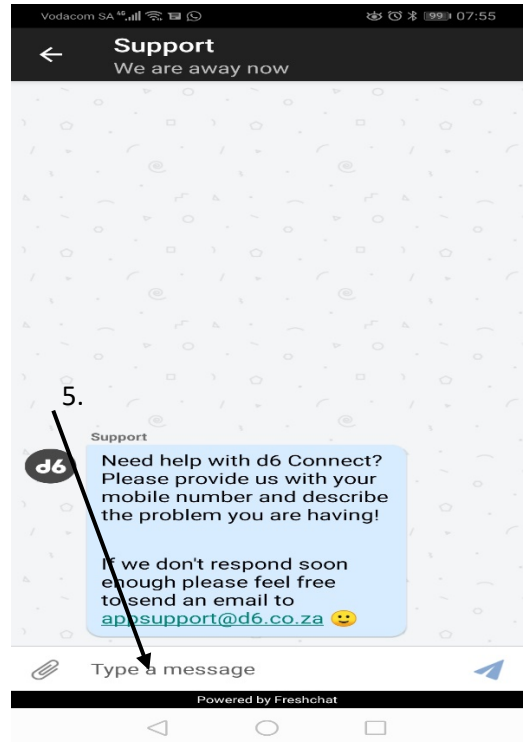 Vodacom SA 4G 99 07:55
Support
We are away now
5.
Support
d6
Need help with d6 Connect?
Please provide us with your
mobile number and describe
the problem you are having!
If we don't respond soon
enough please feel free
to send an email to
appsupport@d6.co.za 🙂
Type a message
Powered by Freshchat